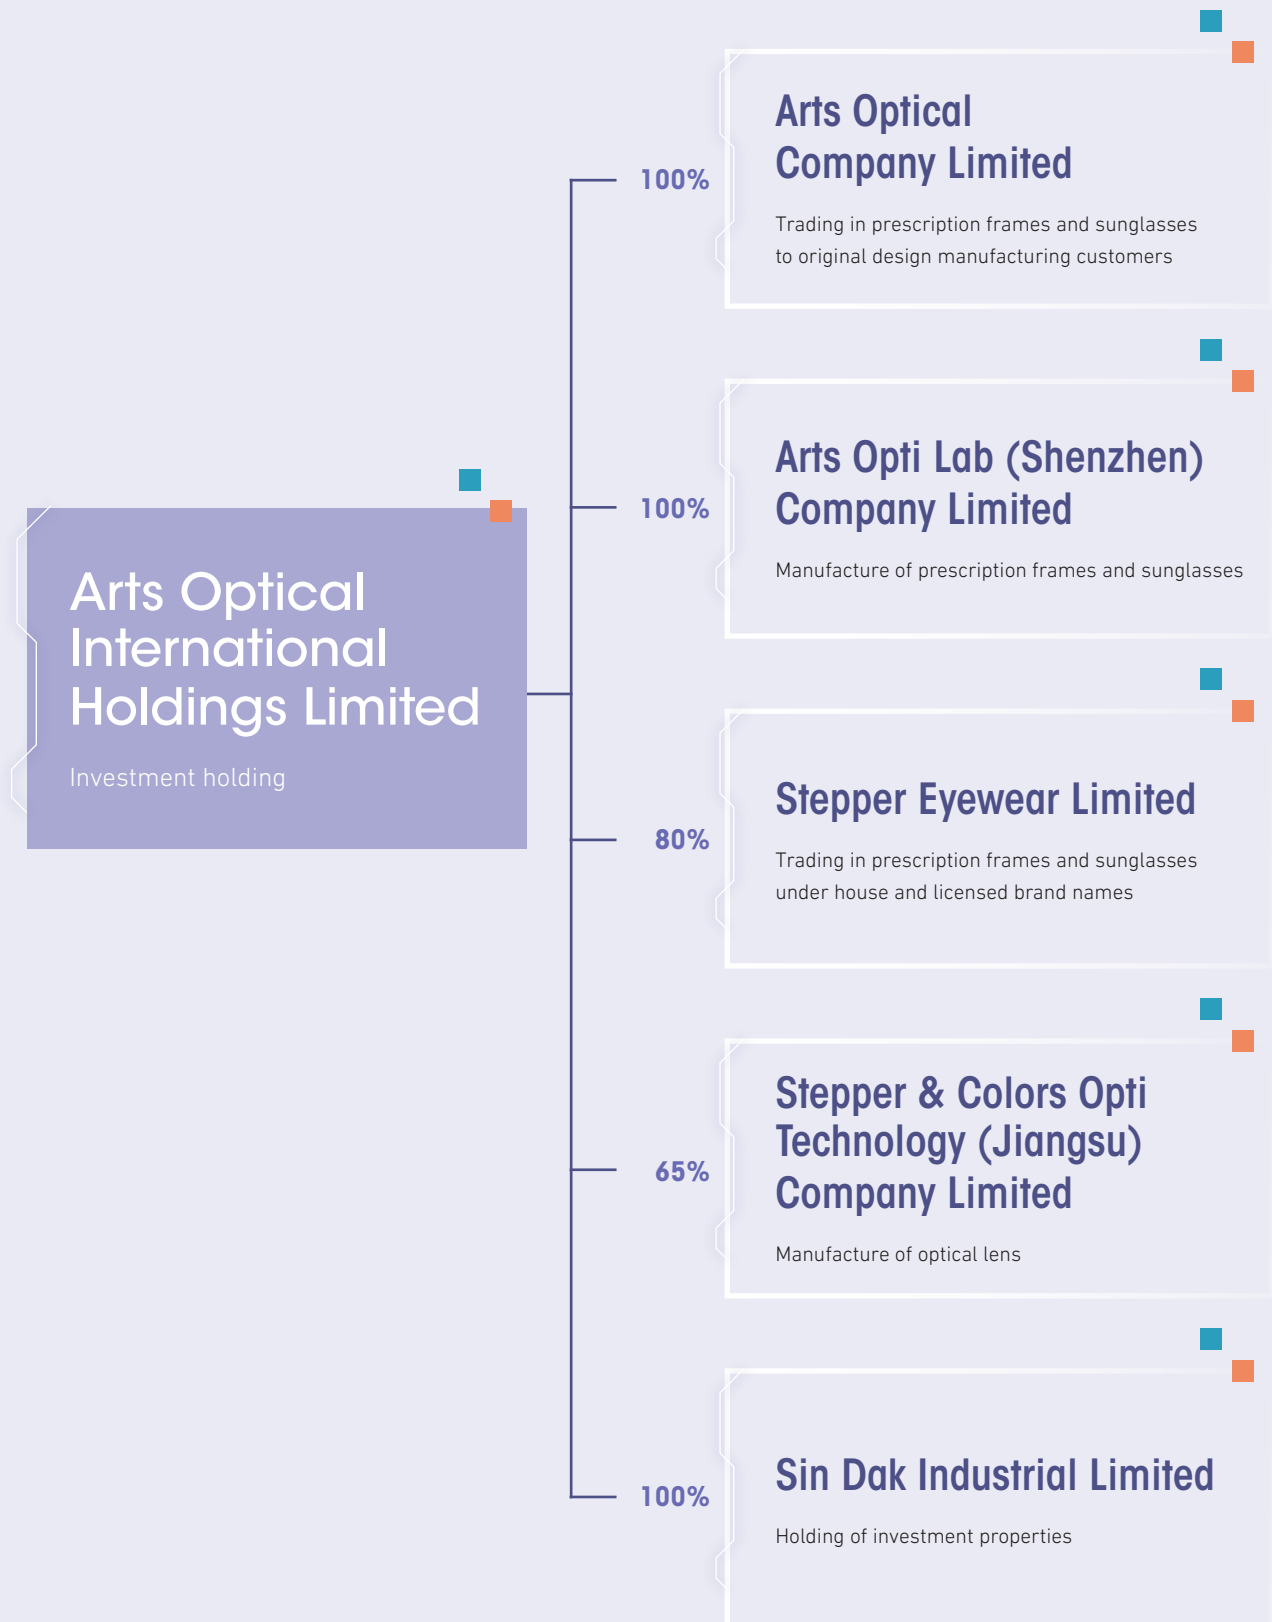 Arts Optical
International
Holdings Limited
Investment holding
100%
Arts Optical
Company Limited
Trading in prescription frames and sunglasses
to original design manufacturing customers
100%
Arts Opti Lab (Shenzhen)
Company Limited
Manufacture of prescription frames and sunglasses
80%
Stepper Eyewear Limited
Trading in prescription frames and sunglasses
under house and licensed brand names
65%
Stepper & Colors Opti
Technology (Jiangsu)
Company Limited
Manufacture of optical lens
100%
Sin Dak Industrial Limited
Holding of investment properties